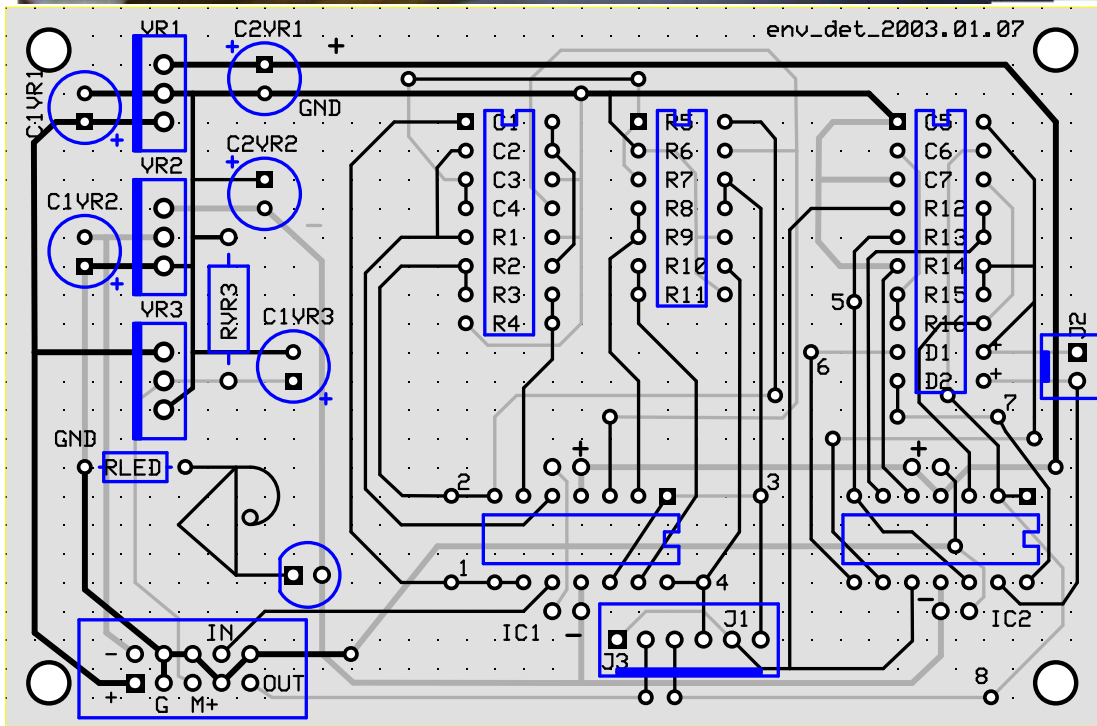 env_det_2003.01.07
VR1
C2VR1
+
+
C1VR1
+
GND
VR2
C2VR2
+
C1VR2
+
−
VR3
RVR3
C1VR3
+
GND
RLED
C1
C2
C3
C4
R1
R2
R3
R4
R5
R6
R7
R8
R9
R10
R11
C5
C6
C7
R12
R13
R14
R15
R16
D1
+
D2
+
J2
5
6
7
2
+
3
+
1
4
IC1
−
J1
J3
−
IC2
8
IN
−
OUT
+
G
M+